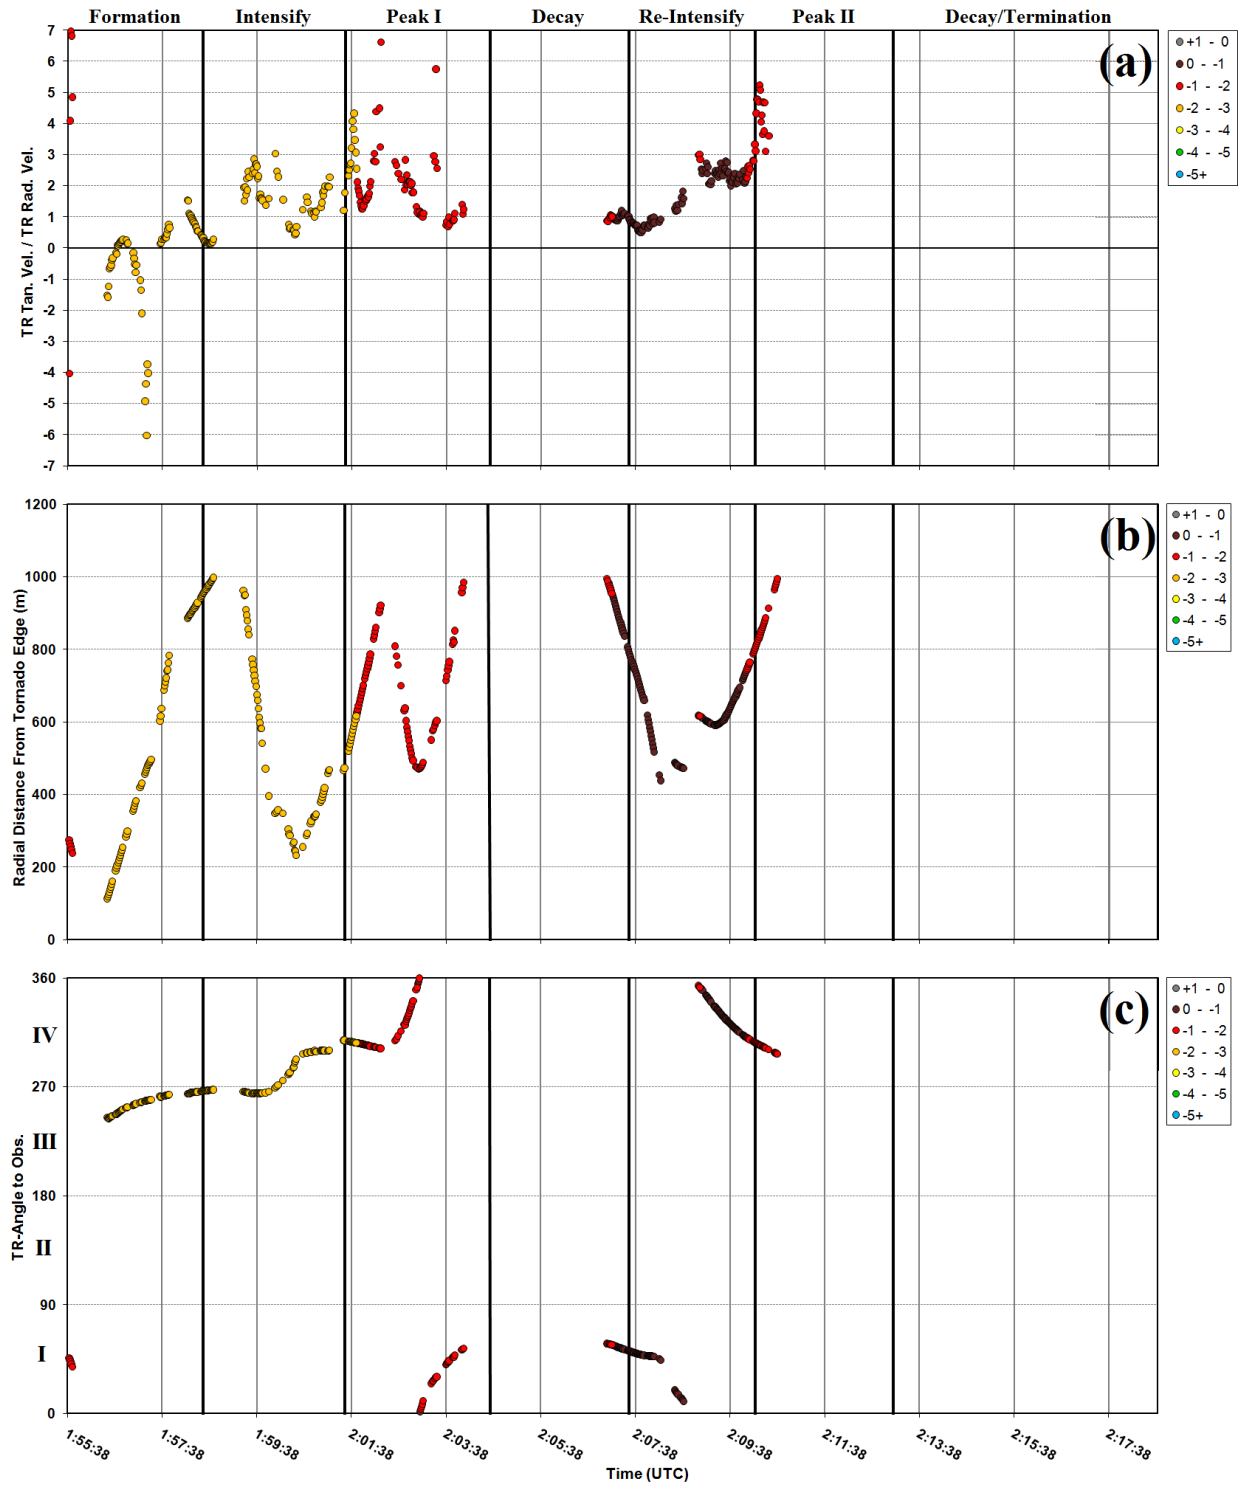 Formation Intensify Peak I Decay Re-Intensify Peak II Decay/Termination
(a)
TR Tan. Vel. / TR Rad. Vel.
7
6
5
4
3
2
1
0
-1
-2
-3
-4
-5
-6
-7
+1 - 0
0 - -1
-1 - -2
-2 - -3
-3 - -4
-4 - -5
-5+
(b)
Radial Distance From Tornado Edge (m)
1200
1000
800
600
400
200
0
+1 - 0
0 - -1
-1 - -2
-2 - -3
-3 - -4
-4 - -5
-5+
(c)
TR-Angle to Obs.
360
IV
270
III
180
II
90
I
0
+1 - 0
0 - -1
-1 - -2
-2 - -3
-3 - -4
-4 - -5
-5+
1:55:38 1:57:38 1:59:38 2:01:38 2:03:38 2:05:38 2:07:38 2:09:38 2:11:38 2:13:38 2:15:38 2:17:38
Time (UTC)